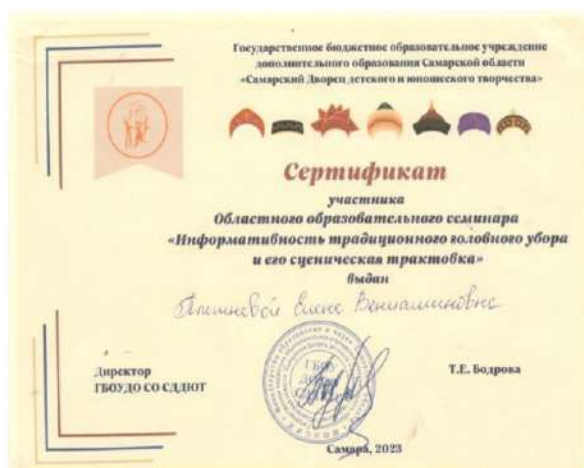 Государственное бюджетное образовательное учреждение
дополнительного образования Самарской области
«Самарский Дворец детского и юношеского творчества»
Сертификат
участника
Областного образовательного семинара
«Информативность традиционного головного убора
и его сценическая трактовка»
выдан
Елене Вениаминовне
Директор
ГБОУДО СО СДДЮТ
Т.Е. Бодрова
Самара, 2023